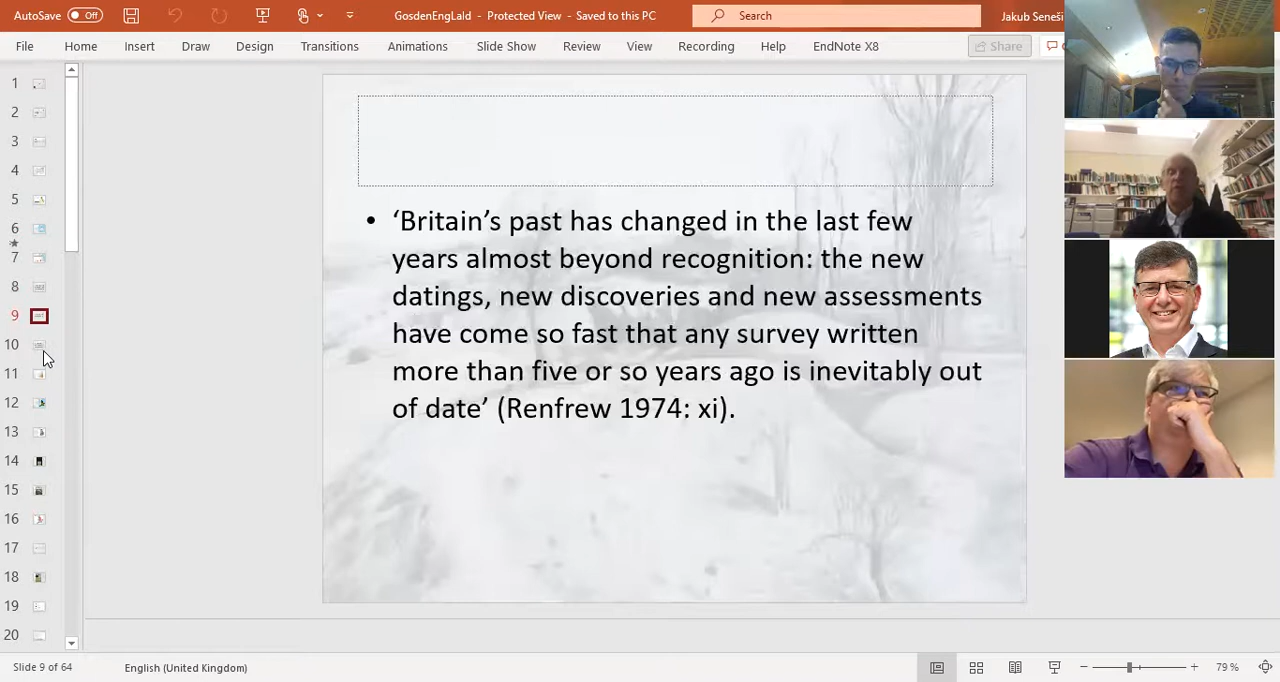 AutoSave Off
GosdenEngLald - Protected View - Saved to this PC
Search
Jakub Seneši
File Home Insert Draw Design Transitions Animations Slide Show Review View Recording Help EndNote X8
Share
1
2
3
4
5
6
7
8
9
10
11
12
13
14
15
16
17
18
19
20
• ‘Britain’s past has changed in the last few
years almost beyond recognition: the new
datings, new discoveries and new assessments
have come so fast that any survey written
more than five or so years ago is inevitably out
of date’ (Renfrew 1974: xi).
Slide 9 of 64
English (United Kingdom)
79 %